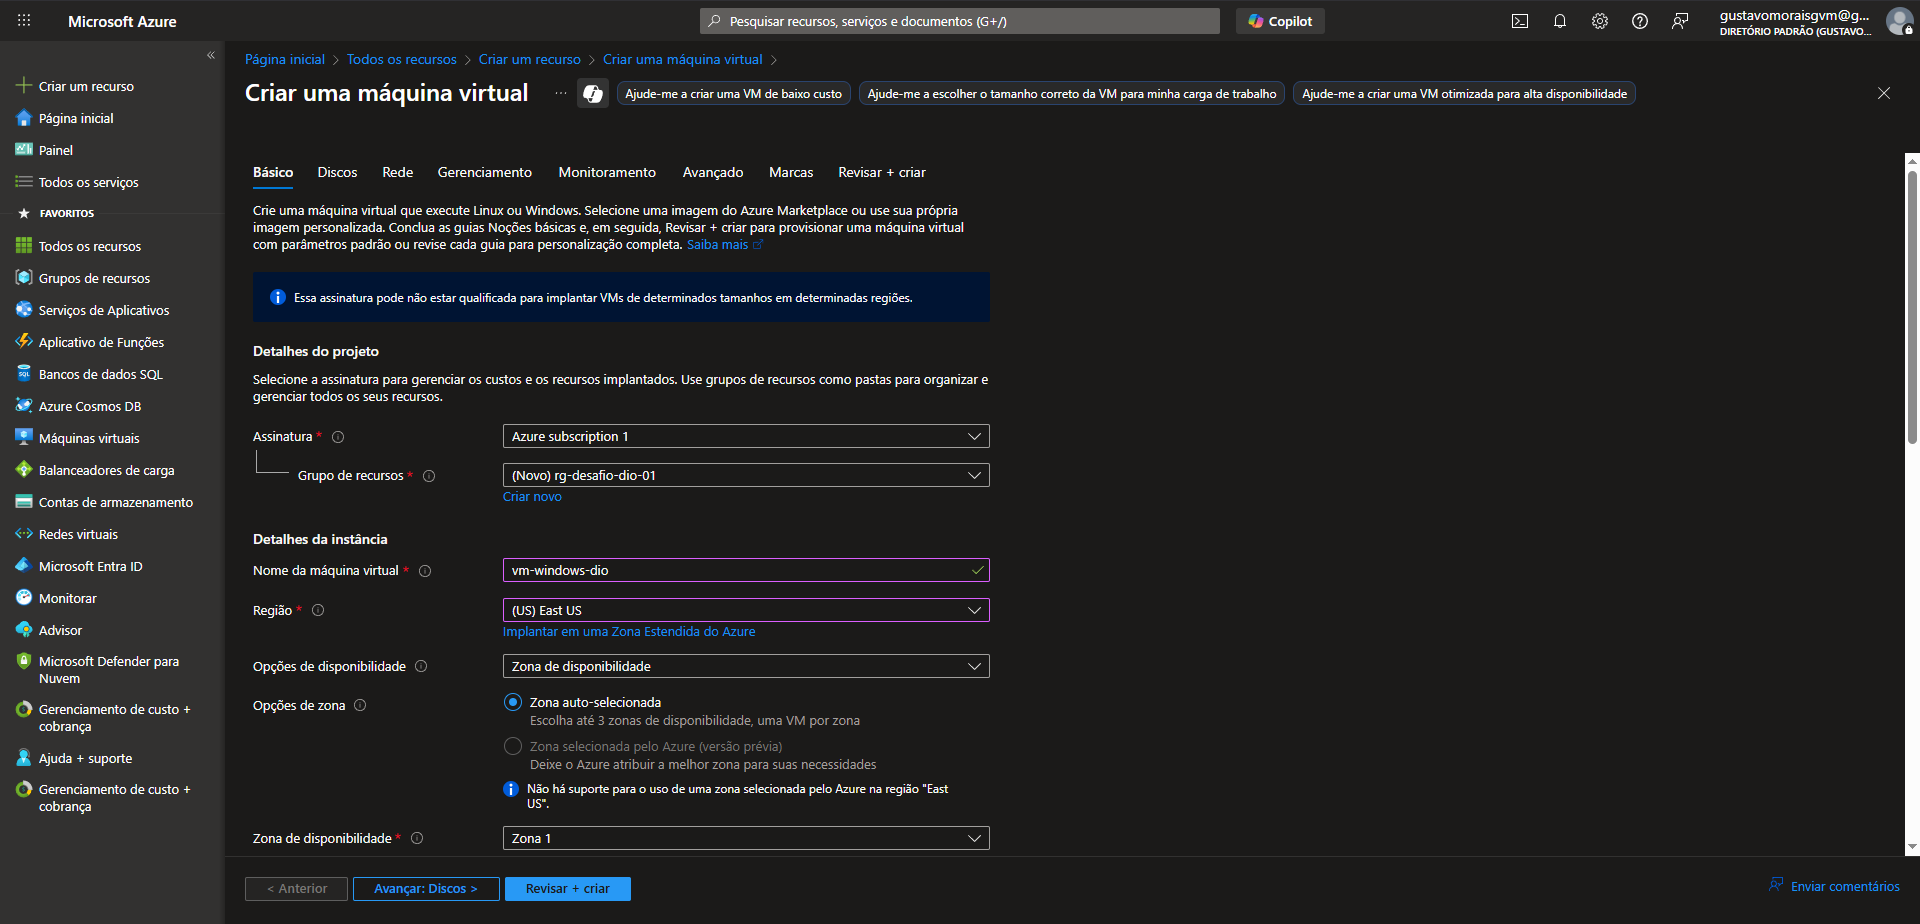 Microsoft Azure
Pesquisar recursos, serviços e documentos (G+/)
Copilot
gustavomoraisgvm@g...
DIRETÓRIO PADRÃO (GUSTAVO...
Criar um recurso
Página inicial
Painel
Todos os serviços
FAVORITOS
Todos os recursos
Grupos de recursos
Serviços de Aplicativos
Aplicativo de Funções
Bancos de dados SQL
Azure Cosmos DB
Máquinas virtuais
Balanceadores de carga
Contas de armazenamento
Redes virtuais
Microsoft Entra ID
Monitorar
Advisor
Microsoft Defender para
Nuvem
Gerenciamento de custo +
cobrança
Ajuda + suporte
Gerenciamento de custo +
cobrança
Página inicial > Todos os recursos > Criar um recurso > Criar uma máquina virtual >
Criar uma máquina virtual ...
Ajude-me a criar uma VM de baixo custo
Ajude-me a escolher o tamanho correto da VM para minha carga de trabalho
Ajude-me a criar uma VM otimizada para alta disponibilidade
Básico Discos Rede Gerenciamento Monitoramento Avançado Marcas Revisar + criar
Crie uma máquina virtual que execute Linux ou Windows. Selecione uma imagem do Azure Marketplace ou use sua própria
imagem personalizada. Conclua as guias Noções básicas e, em seguida, Revisar + criar para provisionar uma máquina virtual
com parâmetros padrão ou revise cada guia para personalização completa. Saiba mais
Essa assinatura pode não estar qualificada para implantar VMs de determinados tamanhos em determinadas regiões.
Detalhes do projeto
Selecione a assinatura para gerenciar os custos e os recursos implantados. Use grupos de recursos como pastas para organizar e
gerenciar todos os seus recursos.
Assinatura * Azure subscription 1
Grupo de recursos * (Novo) rg-desafio-dio-01
Criar novo
Detalhes da instância
Nome da máquina virtual * vm-windows-dio
Região * (US) East US
Implantar em uma Zona Estendida do Azure
Opções de disponibilidade Zona de disponibilidade
Opções de zona Zona auto-selecionada
Escolha até 3 zonas de disponibilidade, uma VM por zona
Zona selecionada pelo Azure (versão prévia)
Deixe o Azure atribuir a melhor zona para suas necessidades
Não há suporte para o uso de uma zona selecionada pelo Azure na região "East
US".
Zona de disponibilidade * Zona 1
< Anterior
Avançar: Discos >
Revisar + criar
Enviar comentários